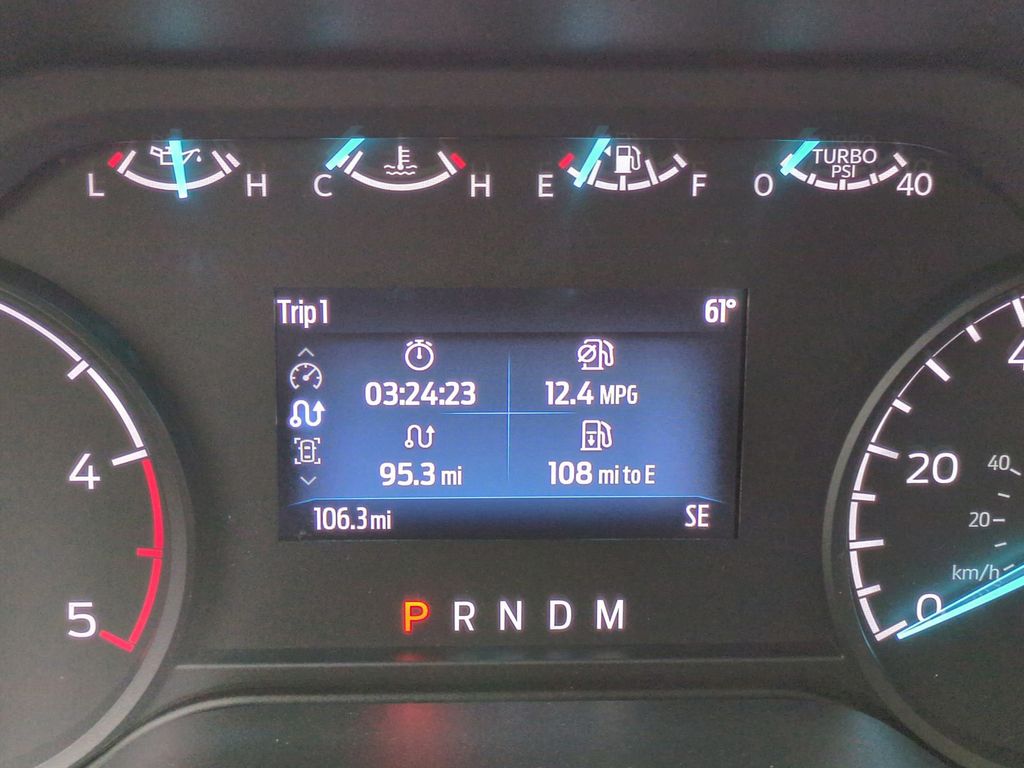 L H C H E F 0 TURBO PSI 40
Trip 1 61°
03:24:23 12.4 MPG
95.3 mi 108 mi to E
106.3 mi SE
4
5
20
0
40
20
km/h
P R N D M